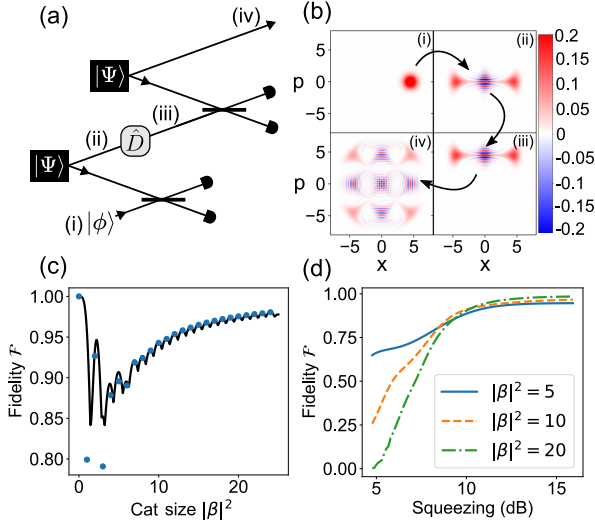 (a)
(iv)
|Ψ⟩
(iii)
(ii)
D̂
|Ψ⟩
(i) |ϕ⟩
(b)
(i)
(ii)
5
p 0
−5
(iv)
(iii)
5
p 0
−5
−5 0 5
−5 0 5
x
x
0.2
0.15
0.1
0.05
0
-0.05
-0.1
-0.15
-0.2
(c)
1.00
0.95
0.90
0.85
0.80
Fidelity ℱ
0 10 20
Cat size |β|²
(d)
1.00
0.75
0.50
0.25
0.00
Fidelity ℱ
|β|² = 5
|β|² = 10
|β|² = 20
5 10 15
Squeezing (dB)